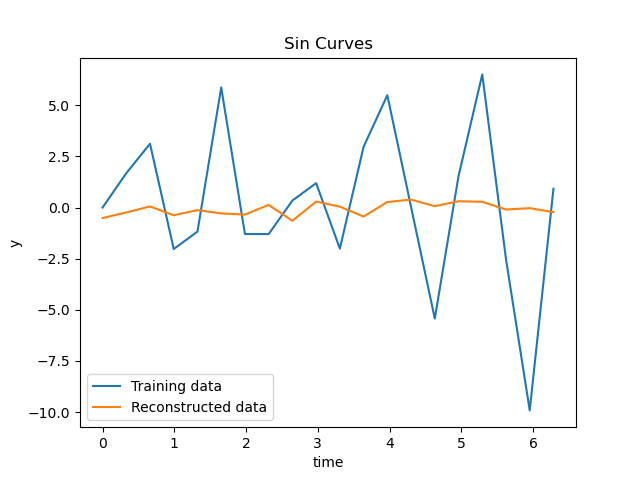 Sin Curves
5.0
2.5
0.0
−2.5
−5.0
−7.5
−10.0
y
Training data
Reconstructed data
0 1 2 3 4 5 6
time